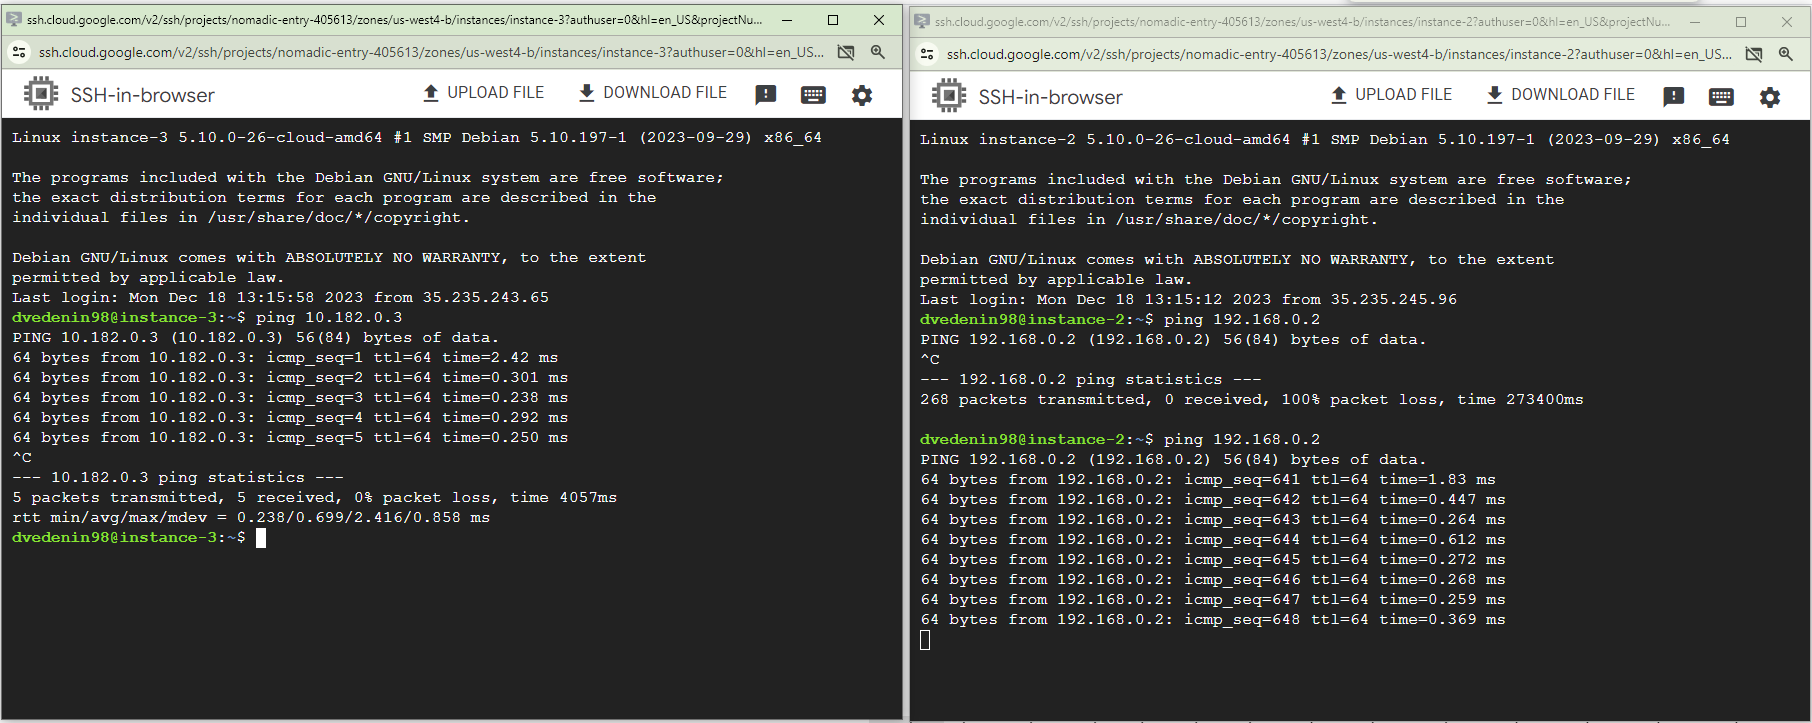 ssh.cloud.google.com/v2/ssh/projects/nomadic-entry-405613/zones/us-west4-b/instances/instance-3?authuser=0&hl=en_US&projectNu...
ssh.cloud.google.com/v2/ssh/projects/nomadic-entry-405613/zones/us-west4-b/instances/instance-3?authuser=0&hl=en_US...
SSH-in-browser
UPLOAD FILE
DOWNLOAD FILE
Linux instance-3 5.10.0-26-cloud-amd64 #1 SMP Debian 5.10.197-1 (2023-09-29) x86_64
The programs included with the Debian GNU/Linux system are free software;
the exact distribution terms for each program are described in the
individual files in /usr/share/doc/*/copyright.
Debian GNU/Linux comes with ABSOLUTELY NO WARRANTY, to the extent
permitted by applicable law.
Last login: Mon Dec 18 13:15:58 2023 from 35.235.243.65
dvedenin98@instance-3:~$ ping 10.182.0.3
PING 10.182.0.3 (10.182.0.3) 56(84) bytes of data.
64 bytes from 10.182.0.3: icmp_seq=1 ttl=64 time=2.42 ms
64 bytes from 10.182.0.3: icmp_seq=2 ttl=64 time=0.301 ms
64 bytes from 10.182.0.3: icmp_seq=3 ttl=64 time=0.238 ms
64 bytes from 10.182.0.3: icmp_seq=4 ttl=64 time=0.292 ms
64 bytes from 10.182.0.3: icmp_seq=5 ttl=64 time=0.250 ms
^C
--- 10.182.0.3 ping statistics ---
5 packets transmitted, 5 received, 0% packet loss, time 4057ms
rtt min/avg/max/mdev = 0.238/0.699/2.416/0.858 ms
dvedenin98@instance-3:~$
ssh.cloud.google.com/v2/ssh/projects/nomadic-entry-405613/zones/us-west4-b/instances/instance-2?authuser=0&hl=en_US&projectNu...
ssh.cloud.google.com/v2/ssh/projects/nomadic-entry-405613/zones/us-west4-b/instances/instance-2?authuser=0&hl=en_US...
SSH-in-browser
UPLOAD FILE
DOWNLOAD FILE
Linux instance-2 5.10.0-26-cloud-amd64 #1 SMP Debian 5.10.197-1 (2023-09-29) x86_64
The programs included with the Debian GNU/Linux system are free software;
the exact distribution terms for each program are described in the
individual files in /usr/share/doc/*/copyright.
Debian GNU/Linux comes with ABSOLUTELY NO WARRANTY, to the extent
permitted by applicable law.
Last login: Mon Dec 18 13:15:12 2023 from 35.235.245.96
dvedenin98@instance-2:~$ ping 192.168.0.2
PING 192.168.0.2 (192.168.0.2) 56(84) bytes of data.
^C
--- 192.168.0.2 ping statistics ---
268 packets transmitted, 0 received, 100% packet loss, time 273400ms
dvedenin98@instance-2:~$ ping 192.168.0.2
PING 192.168.0.2 (192.168.0.2) 56(84) bytes of data.
64 bytes from 192.168.0.2: icmp_seq=641 ttl=64 time=1.83 ms
64 bytes from 192.168.0.2: icmp_seq=642 ttl=64 time=0.447 ms
64 bytes from 192.168.0.2: icmp_seq=643 ttl=64 time=0.264 ms
64 bytes from 192.168.0.2: icmp_seq=644 ttl=64 time=0.612 ms
64 bytes from 192.168.0.2: icmp_seq=645 ttl=64 time=0.272 ms
64 bytes from 192.168.0.2: icmp_seq=646 ttl=64 time=0.268 ms
64 bytes from 192.168.0.2: icmp_seq=647 ttl=64 time=0.259 ms
64 bytes from 192.168.0.2: icmp_seq=648 ttl=64 time=0.369 ms